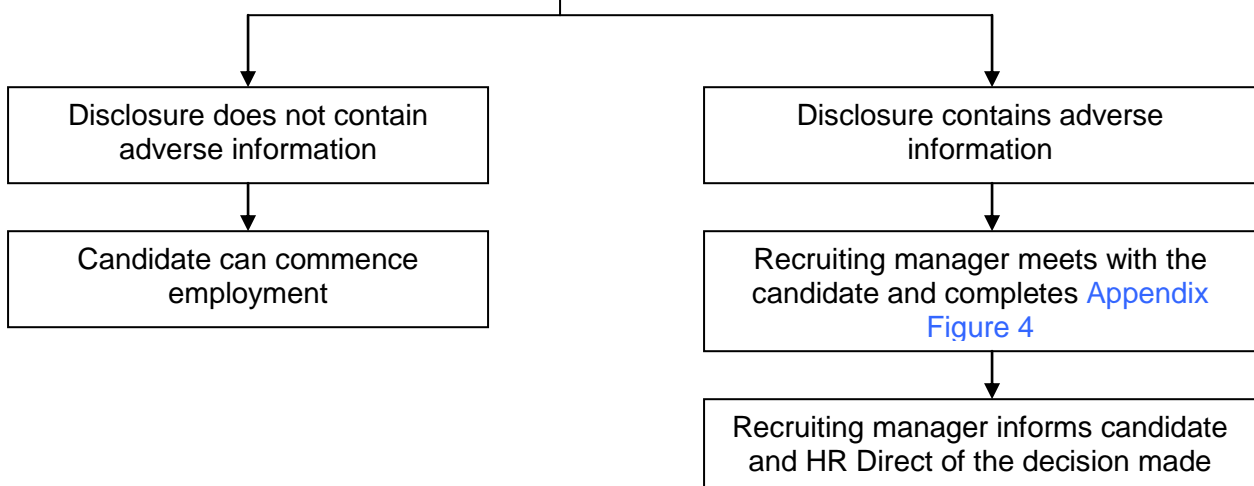 Disclosure does not contain
adverse information
Disclosure contains adverse
information
Candidate can commence
employment
Recruiting manager meets with the
candidate and completes Appendix
Figure 4
Recruiting manager informs candidate
and HR Direct of the decision made